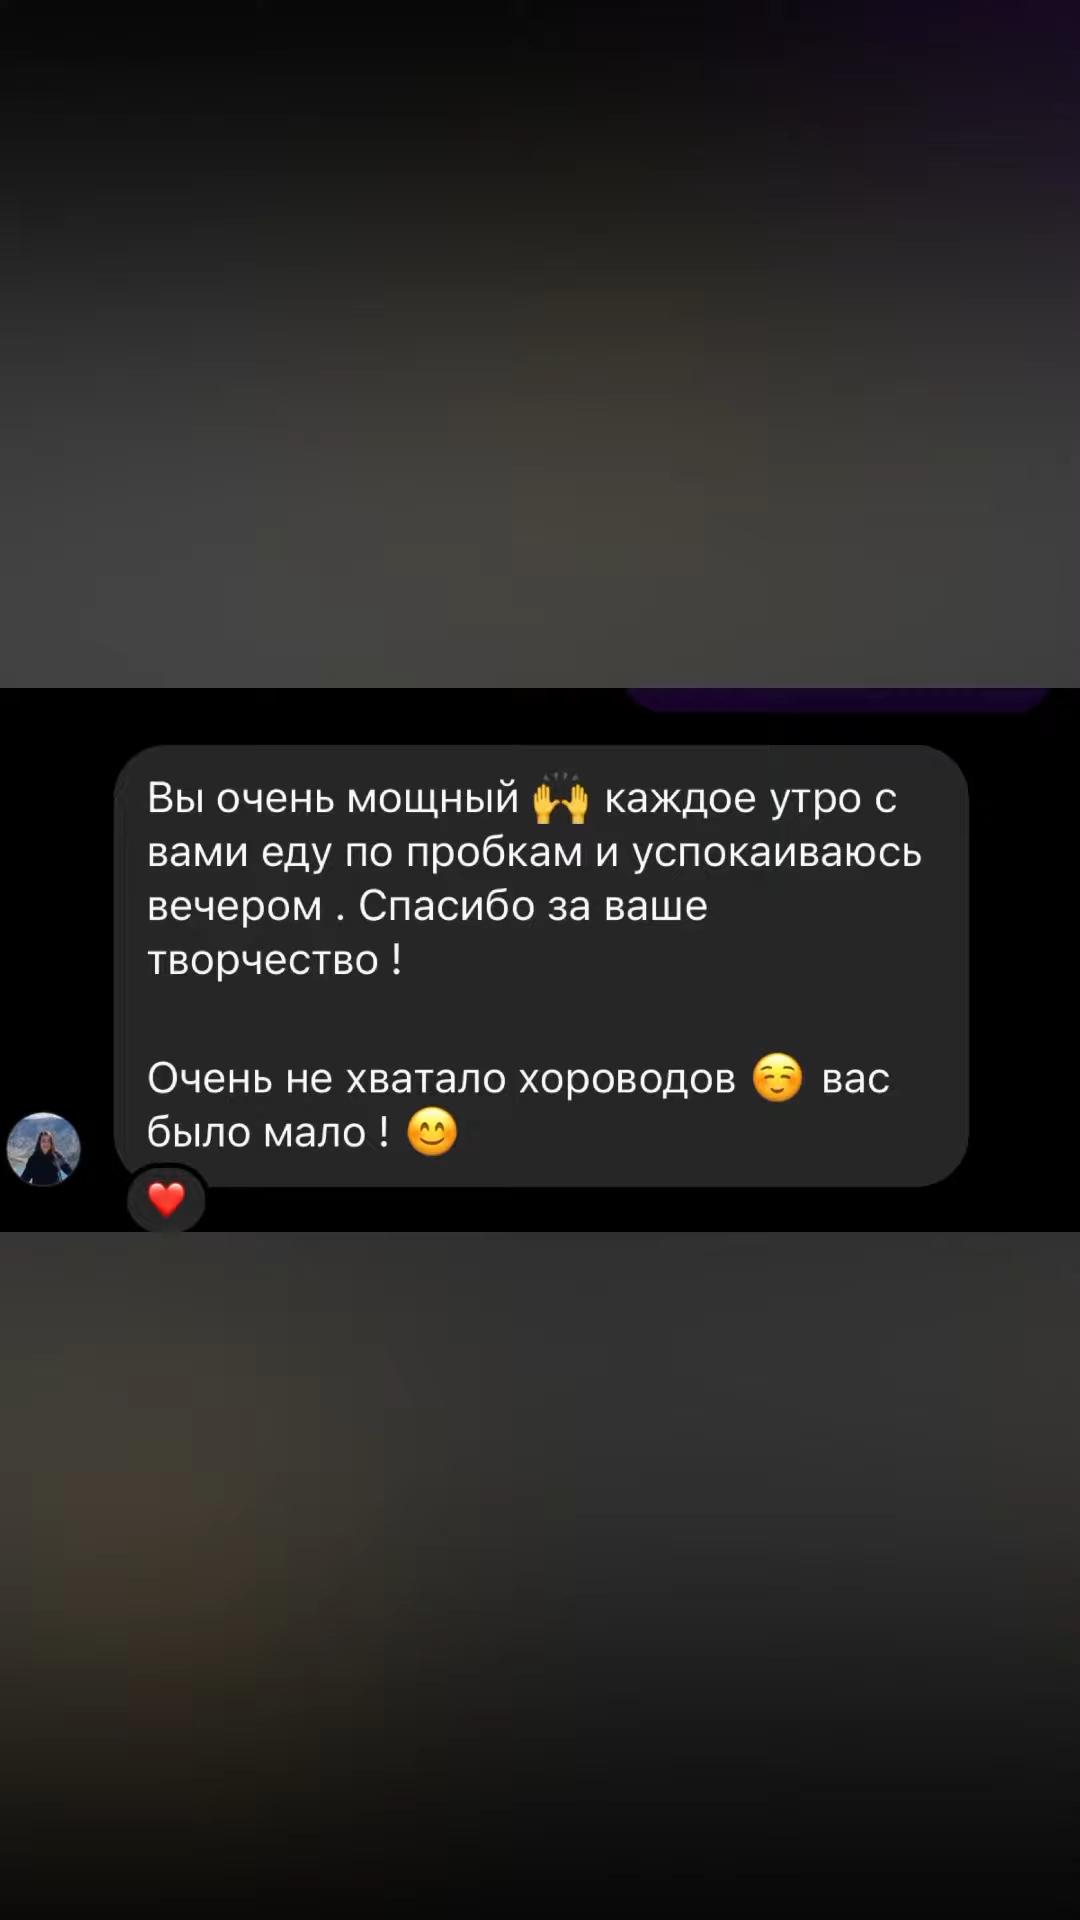 Вы очень мощный 🙌 каждое утро с
вами еду по пробкам и успокаиваюсь
вечером . Спасибо за ваше
творчество !
Очень не хватало хороводов ☺️ вас
было мало ! 😊